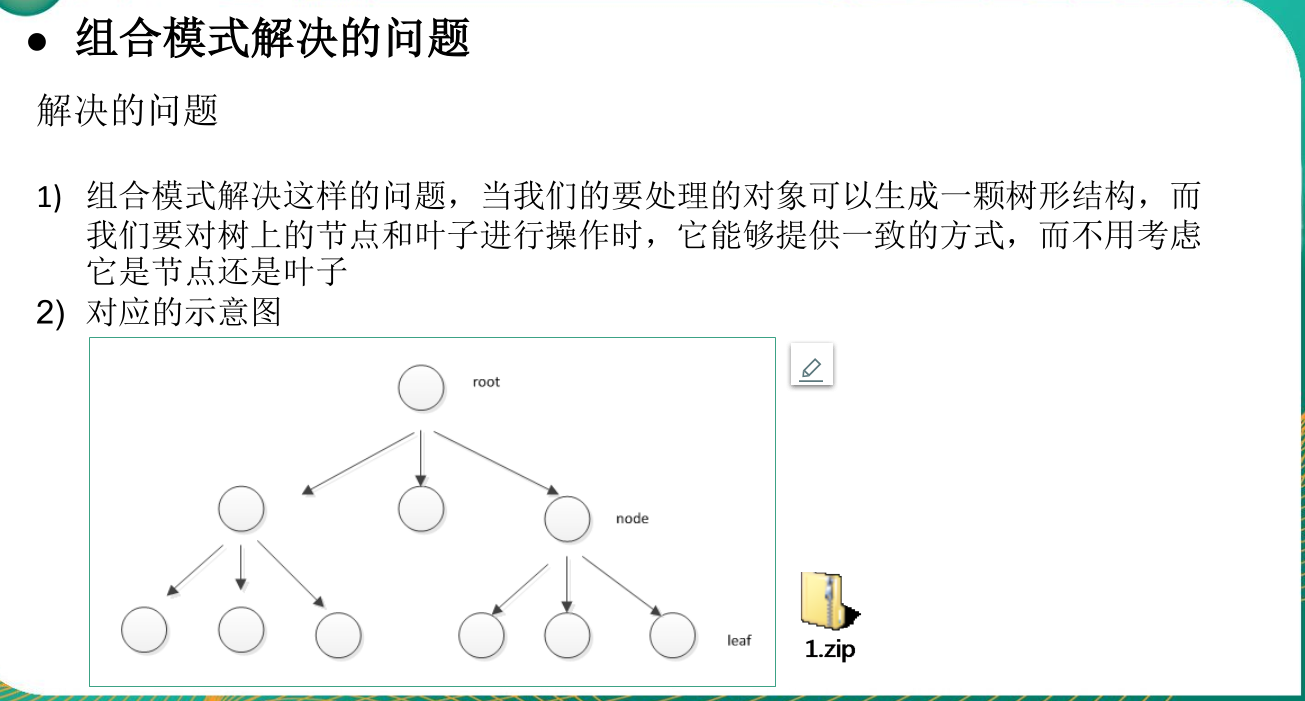 ● 组合模式解决的问题
解决的问题
1) 组合模式解决这样的问题，当我们的要处理的对象可以生成一颗树形结构，而
我们要对树上的节点和叶子进行操作时，它能够提供一致的方式，而不用考虑
它是节点还是叶子
2) 对应的示意图
root
node
leaf
1.zip